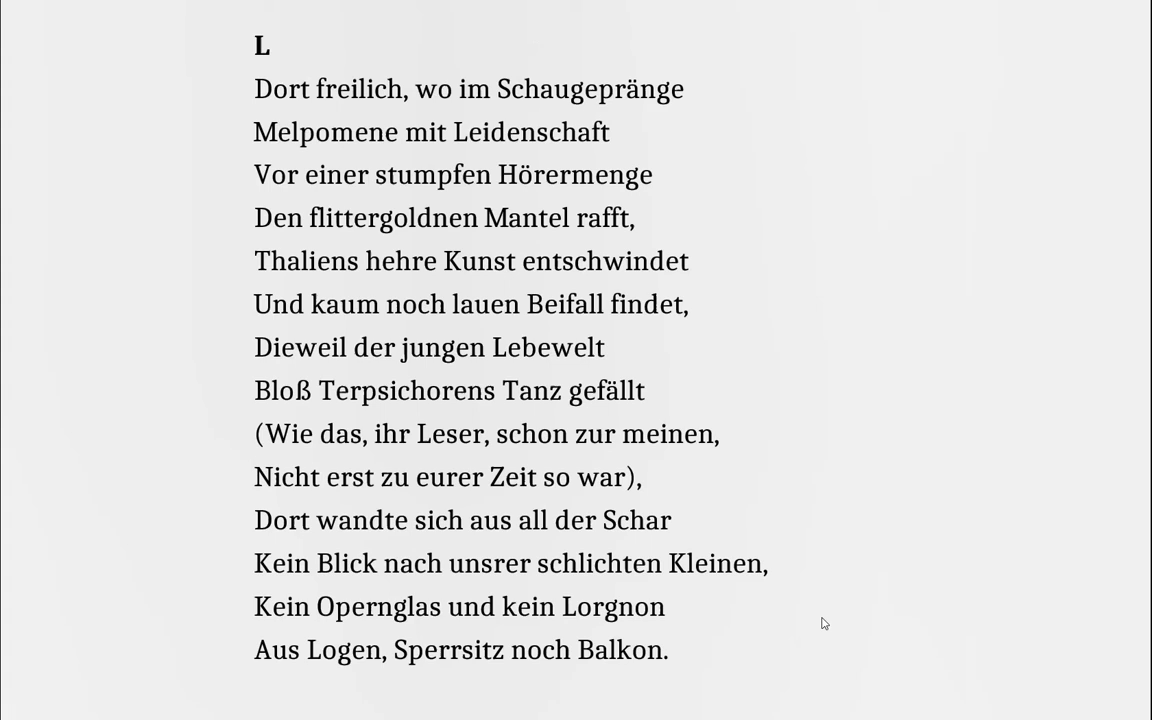 L
Dort freilich, wo im Schaugepränge
Melpomene mit Leidenschaft
Vor einer stumpfen Hörermenge
Den flittergoldnen Mantel rafft,
Thaliens hehre Kunst entschwindet
Und kaum noch lauen Beifall findet,
Dieweil der jungen Lebewelt
Bloß Terpsichorens Tanz gefällt
(Wie das, ihr Leser, schon zur meinen,
Nicht erst zu eurer Zeit so war),
Dort wandte sich aus all der Schar
Kein Blick nach unsrer schlichten Kleinen,
Kein Opernglas und kein Lorgnon
Aus Logen, Sperrsitz noch Balkon.